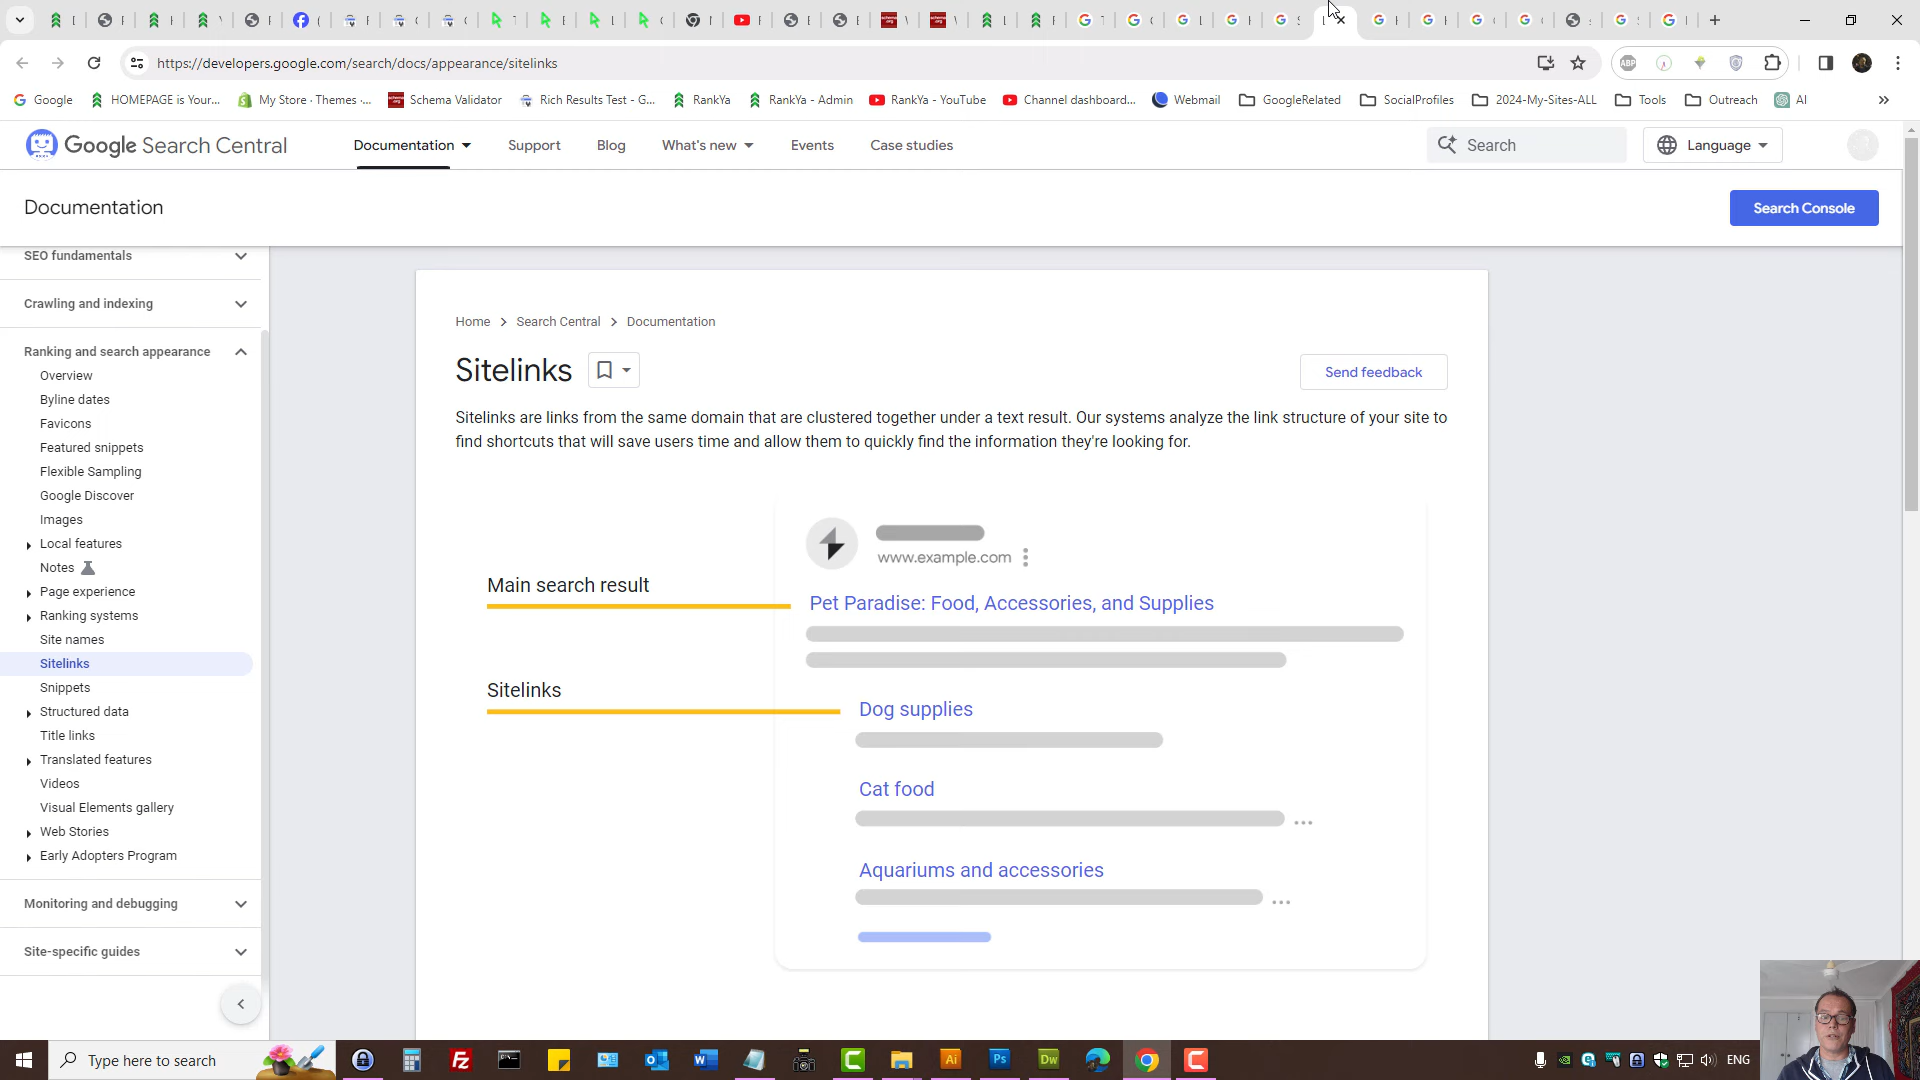 https://developers.google.com/search/docs/appearance/sitelinks
Google
HOMEPAGE is Your...
My Store · Themes ·...
Schema Validator
Rich Results Test - G...
RankYa
RankYa - Admin
RankYa - YouTube
Channel dashboard...
Webmail
GoogleRelated
SocialProfiles
2024-My-Sites-ALL
Tools
Outreach
AI
Google Search Central
Documentation
Support
Blog
What's new
Events
Case studies
Search
Language
Documentation
Search Console
SEO fundamentals
Crawling and indexing
Ranking and search appearance
Overview
Byline dates
Favicons
Featured snippets
Flexible Sampling
Google Discover
Images
Local features
Notes
Page experience
Ranking systems
Site names
Sitelinks
Snippets
Structured data
Title links
Translated features
Videos
Visual Elements gallery
Web Stories
Early Adopters Program
Monitoring and debugging
Site-specific guides
Home > Search Central > Documentation
Sitelinks
Send feedback
Sitelinks are links from the same domain that are clustered together under a text result. Our systems analyze the link structure of your site to
find shortcuts that will save users time and allow them to quickly find the information they're looking for.
www.example.com
Main search result
Pet Paradise: Food, Accessories, and Supplies
Sitelinks
Dog supplies
Cat food
Aquariums and accessories
Type here to search
ENG